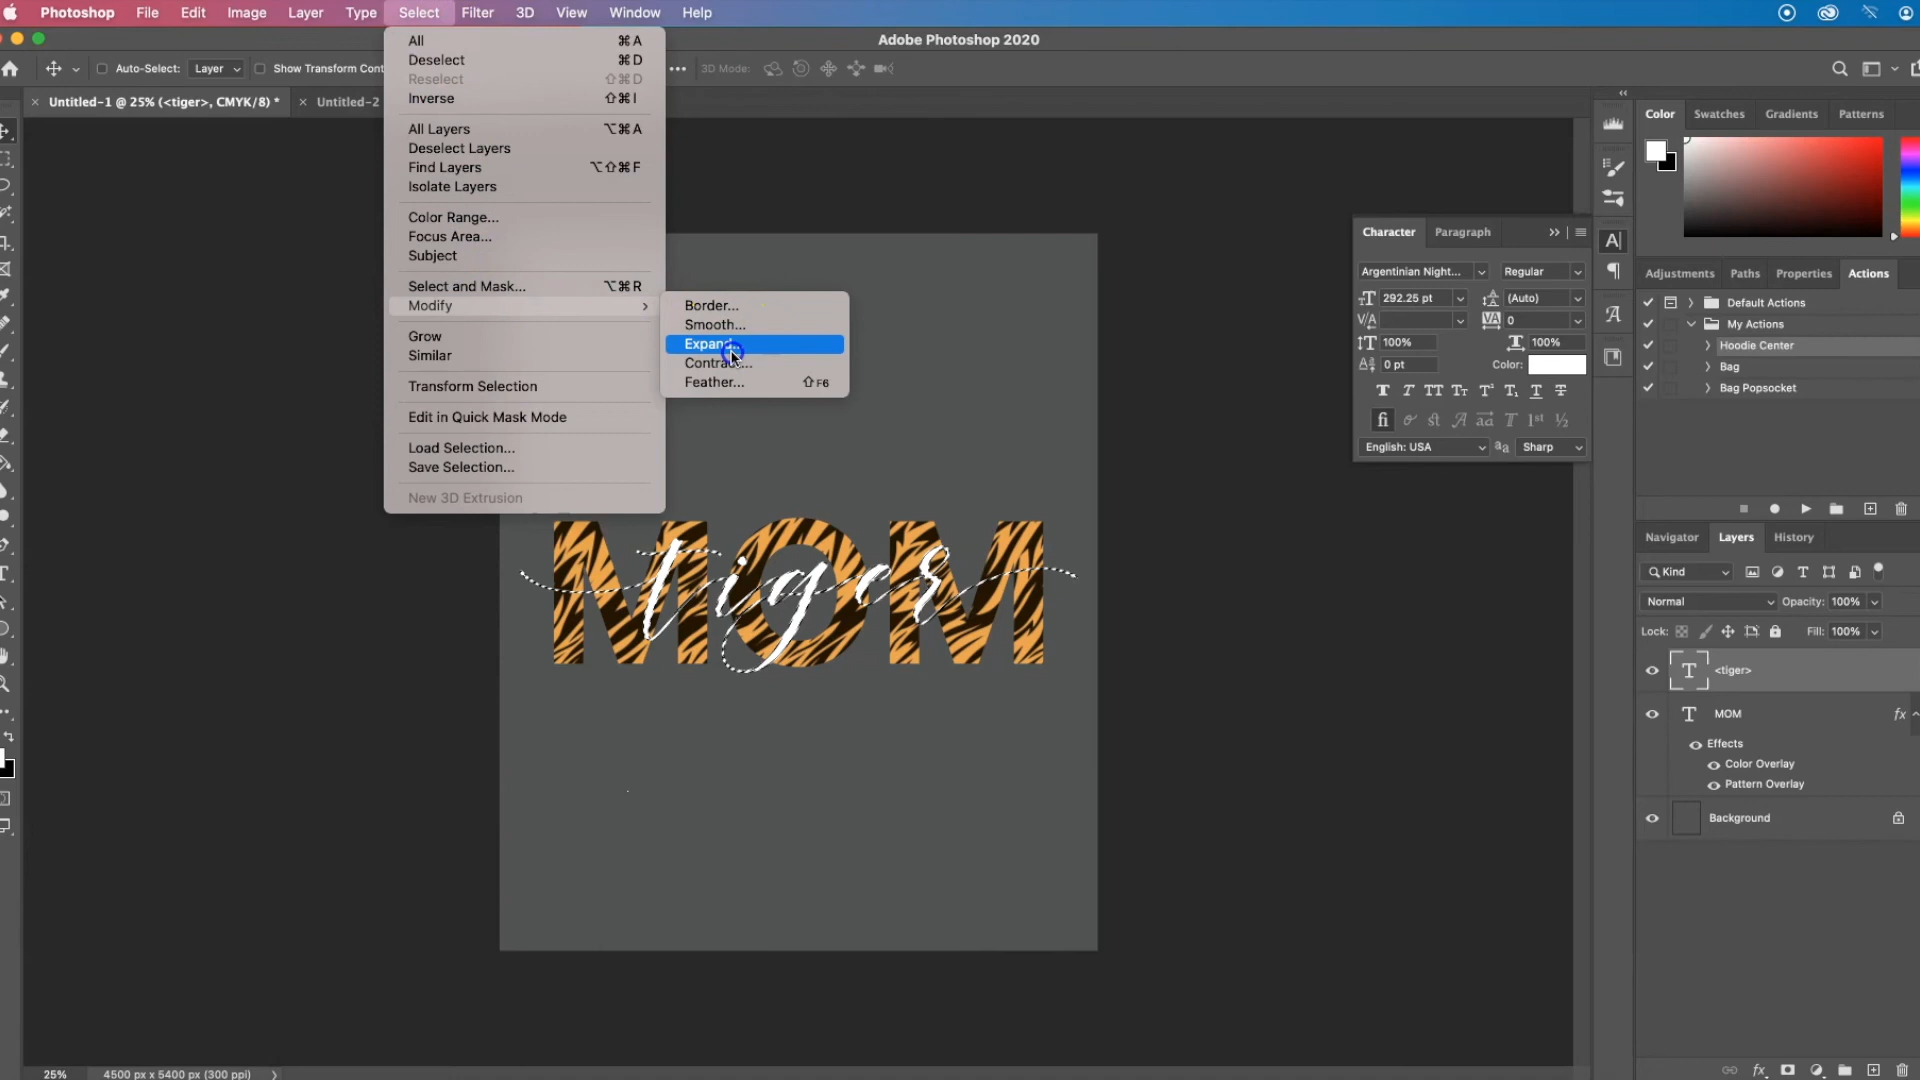 Photoshop File Edit Image Layer Type Select Filter 3D View Window Help
Adobe Photoshop 2020
Auto-Select: Layer Show Transform Cont 3D Mode:
Untitled-1 @ 25% (<tiger>, CMYK/8) * Untitled-2
All ⌘A
Deselect ⌘D
Reselect ⇧⌘D
Inverse ⇧⌘I
All Layers ⌥⌘A
Deselect Layers
Find Layers ⌥⇧⌘F
Isolate Layers
Color Range...
Focus Area...
Subject
Select and Mask... ⌥⌘R
Modify
Grow
Similar
Transform Selection
Edit in Quick Mask Mode
Load Selection...
Save Selection...
New 3D Extrusion
Border...
Smooth...
Expand...
Contract...
Feather... ⇧F6
MOM
tiger
Character Paragraph
Argentinian Night... Regular
292.25 pt (Auto)
0
100% 100%
0 pt Color:
English: USA aa Sharp
Color Swatches Gradients Patterns
Adjustments Paths Properties Actions
Default Actions
My Actions
Hoodie Center
Bag
Bag Popsocket
Navigator Layers History
Kind
Normal Opacity: 100%
Lock: Fill: 100%
<tiger>
MOM fx
Effects
Color Overlay
Pattern Overlay
Background
25% 4500 px x 5400 px (300 ppi)